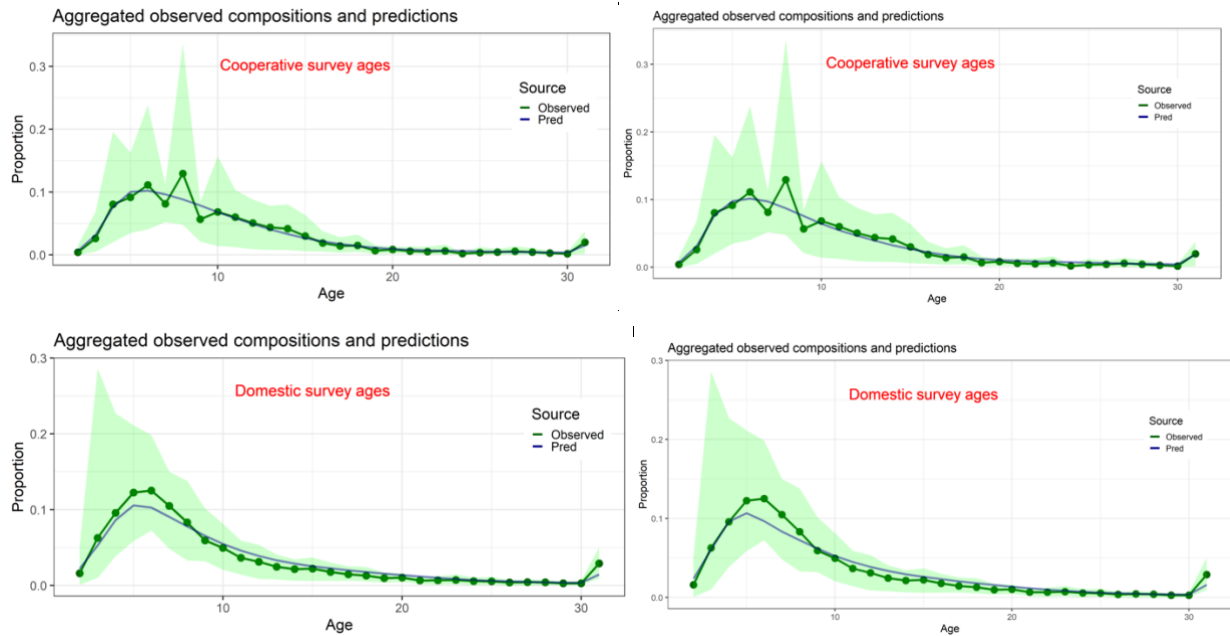 Aggregated observed compositions and predictions
Cooperative survey ages
Source
Observed
Pred
Proportion
0.3
0.2
0.1
0.0
10
20
30
Age
Aggregated observed compositions and predictions
Cooperative survey ages
Source
Observed
Pred
Proportion
0.3
0.2
0.1
0.0
10
20
30
Age
Aggregated observed compositions and predictions
Domestic survey ages
Source
Observed
Pred
Proportion
0.3
0.2
0.1
0.0
10
20
30
Age
Aggregated observed compositions and predictions
Domestic survey ages
Source
Observed
Pred
Proportion
0.3
0.2
0.1
0.0
10
20
30
Age